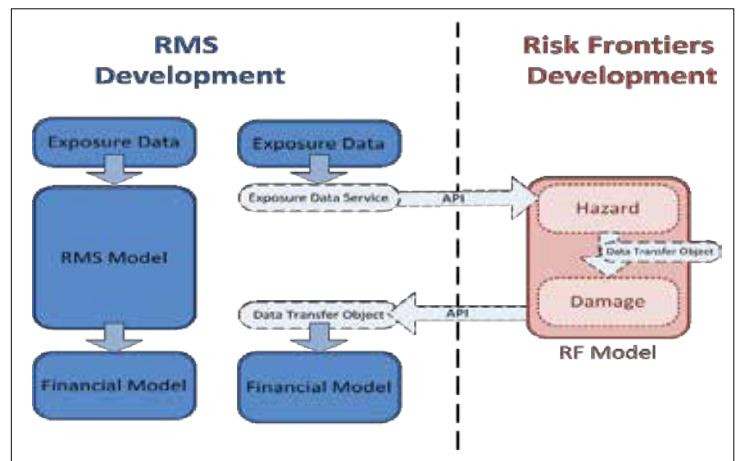 RMS
Development
Risk Frontiers
Development
Exposure Data
RMS Model
Financial Model
Exposure Data
Exposure Data Service
API
Hazard
Data Transfer Object
Damage
RF Model
API
Data Transfer Object
Financial Model